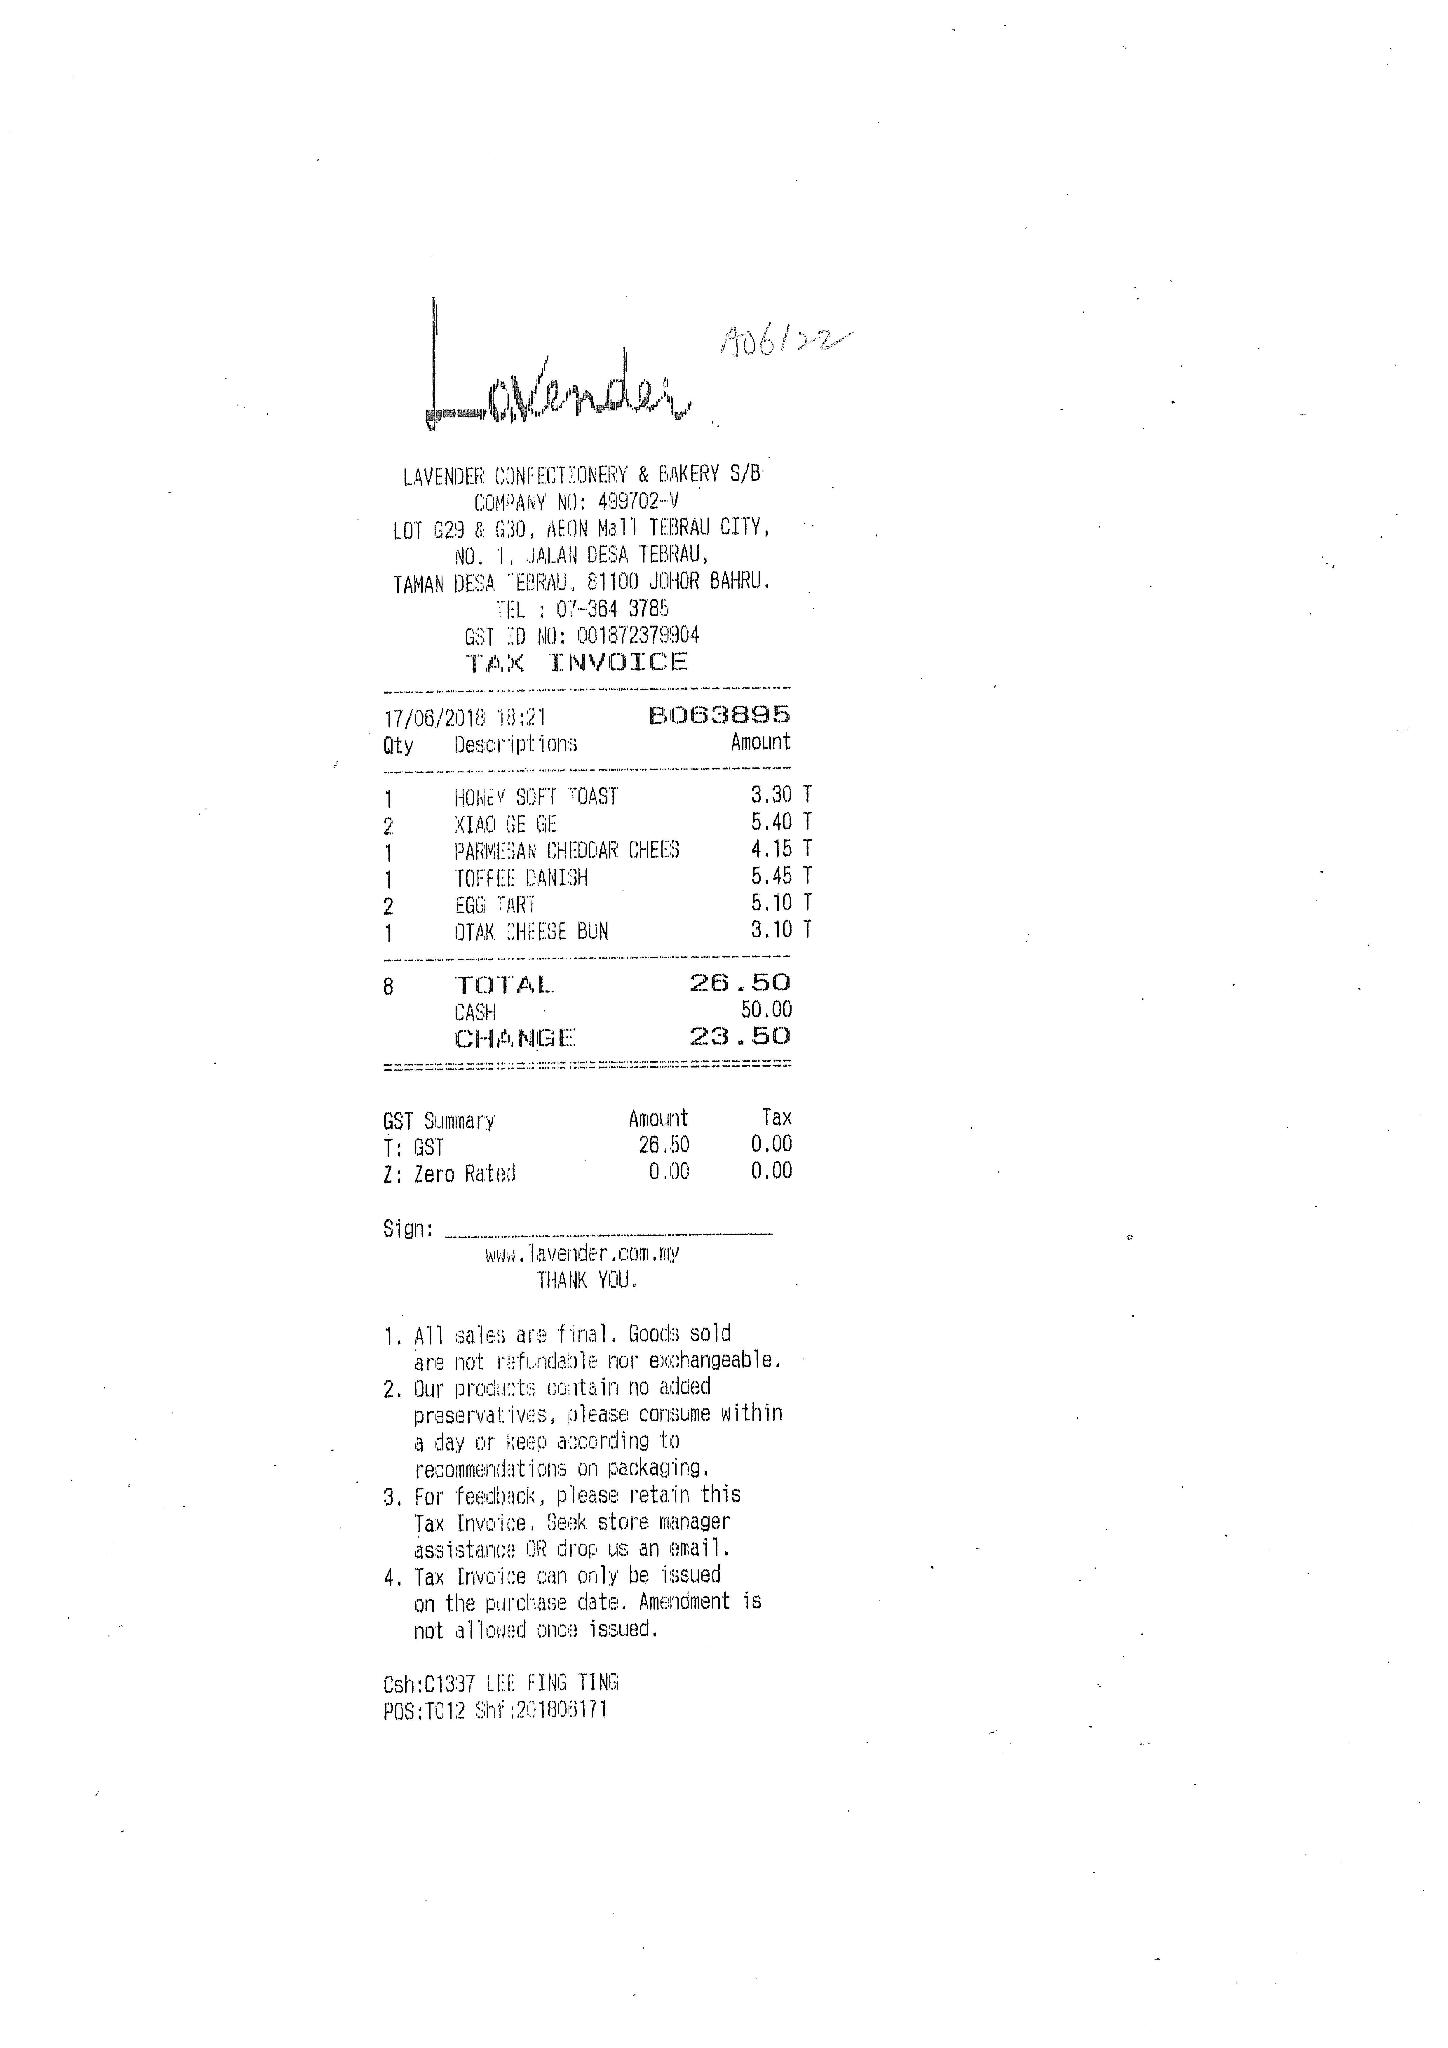 Lavender
A06/22
LAVENDER CONFECTIONERY & BAKERY S/B
COMPANY NO: 499702-V
LOT G29 & G30, AEON Mall TEBRAU CITY,
NO. 1, JALAN DESA TEBRAU,
TAMAN DESA TEBRAU, 81100 JOHOR BAHRU.
TEL : 07-364 3785
GST ID NO: 001872379904
TAX INVOICE
17/06/2018 18:21 B063895
Qty Descriptions Amount
1 HONEY SOFT TOAST 3.30 T
2 XIAO GE GE 5.40 T
1 PARMESAN CHEDDAR CHEES 4.15 T
1 TOFFEE DANISH 5.45 T
2 EGG TART 5.10 T
1 OTAK CHEESE BUN 3.10 T
8 TOTAL 26.50
CASH 50.00
CHANGE 23.50
GST Summary Amount Tax
T: GST 26.50 0.00
Z: Zero Rated 0.00 0.00
Sign:
www.lavender.com.my
THANK YOU.
1. All sales are final. Goods sold
are not refundable nor exchangeable.
2. Our products contain no added
preservatives, please consume within
a day or keep according to
recommendations on packaging.
3. For feedback, please retain this
Tax Invoice. Seek store manager
assistance OR drop us an email.
4. Tax Invoice can only be issued
on the purchase date. Amendment is
not allowed once issued.
Csh:C1337 LEE FING TING
POS:T012 Shf:201806171